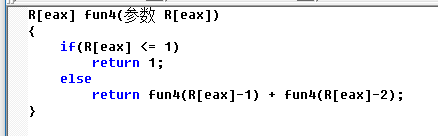 R[eax] fun4(参数 R[eax])
{
    if(R[eax] <= 1)
        return 1;
    else
        return fun4(R[eax]-1) + fun4(R[eax]-2);
}